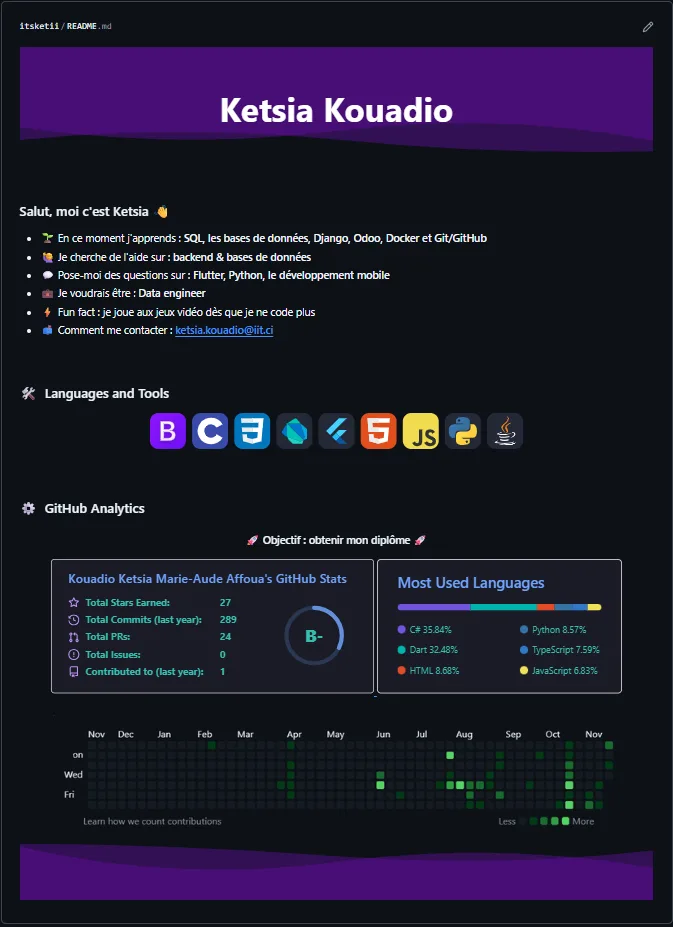 itsketii/README.md
Ketsia Kouadio
Salut, moi c'est Ketsia 👋
🌱 En ce moment j'apprends : SQL, les bases de données, Django, Odoo, Docker et Git/GitHub
🙋 Je cherche de l'aide sur : backend & bases de données
💬 Pose-moi des questions sur : Flutter, Python, le développement mobile
💼 Je voudrais être : Data engineer
⚡ Fun fact : je joue aux jeux vidéo dès que je ne code plus
📫 Comment me contacter : ketsia.kouadio@iit.ci
🛠 Languages and Tools
B C 3 5 JS
⚙ GitHub Analytics
🚀 Objectif : obtenir mon diplôme 🚀
Kouadio Ketsia Marie-Aude Affoua's GitHub Stats
Total Stars Earned: 27
Total Commits (last year): 289
Total PRs: 24
Total Issues: 0
Contributed to (last year): 1
B-
Most Used Languages
C# 35.84% Python 8.57%
Dart 32.48% TypeScript 7.59%
HTML 8.68% JavaScript 6.83%
Nov Dec Jan Feb Mar Apr May Jun Jul Aug Sep Oct Nov
on
Wed
Fri
Learn how we count contributions Less More